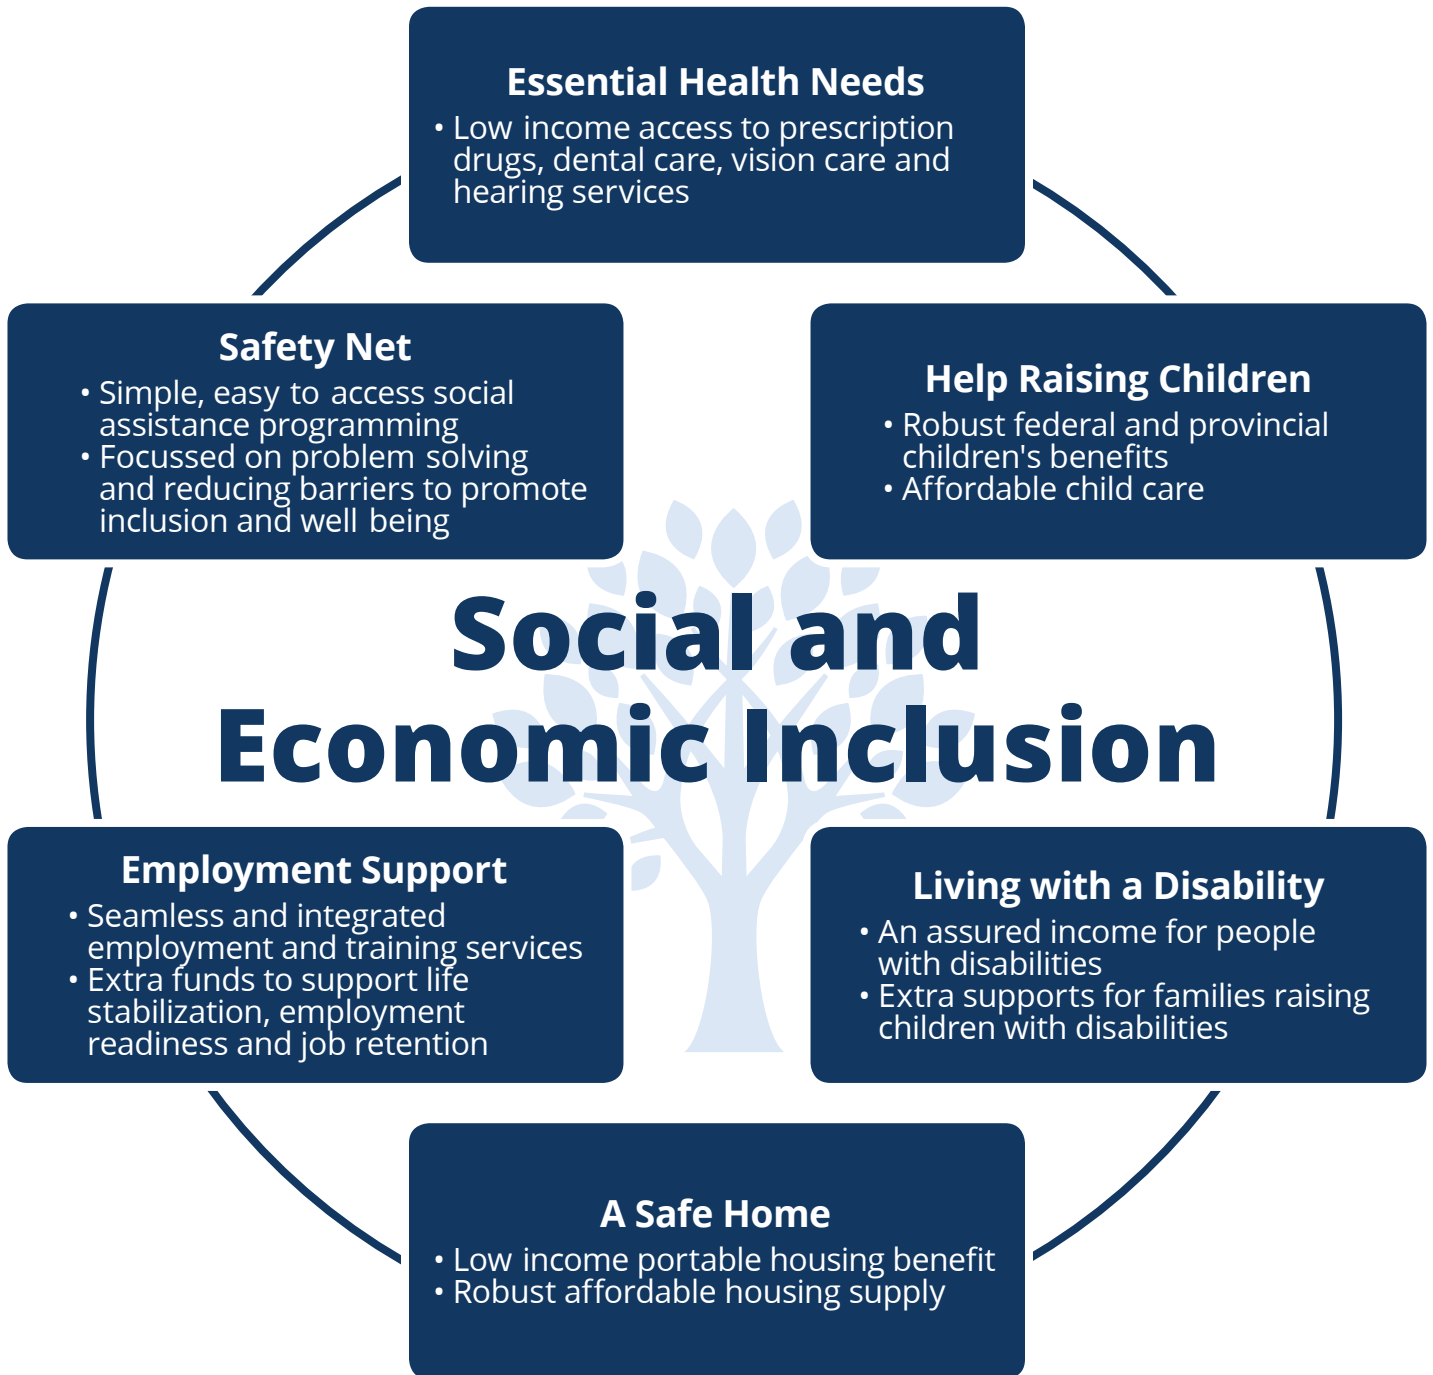 Essential Health Needs
• Low income access to prescription
drugs, dental care, vision care and
hearing services
Safety Net
• Simple, easy to access social
assistance programming
• Focussed on problem solving
and reducing barriers to promote
inclusion and well being
Help Raising Children
• Robust federal and provincial
children's benefits
• Affordable child care
Social and
Economic Inclusion
Employment Support
• Seamless and integrated
employment and training services
• Extra funds to support life
stabilization, employment
readiness and job retention
Living with a Disability
• An assured income for people
with disabilities
• Extra supports for families raising
children with disabilities
A Safe Home
• Low income portable housing benefit
• Robust affordable housing supply